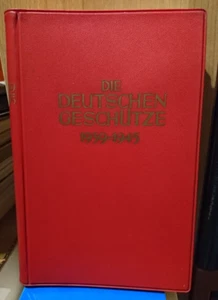 DIE
DEUTSCHEN
GESCHÜTZE
1939-1945